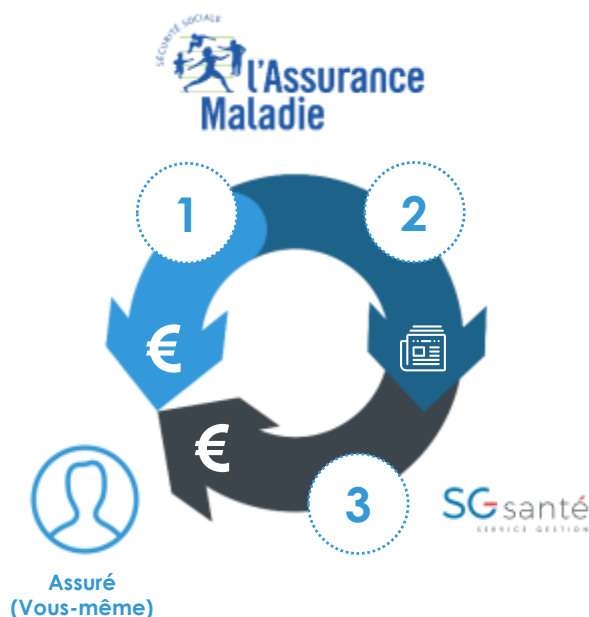 SÉCURITÉ SOCIALE
l'Assurance
Maladie
1
2
€
€
3
SG santé
SERVICE GESTION
Assuré
(Vous-même)